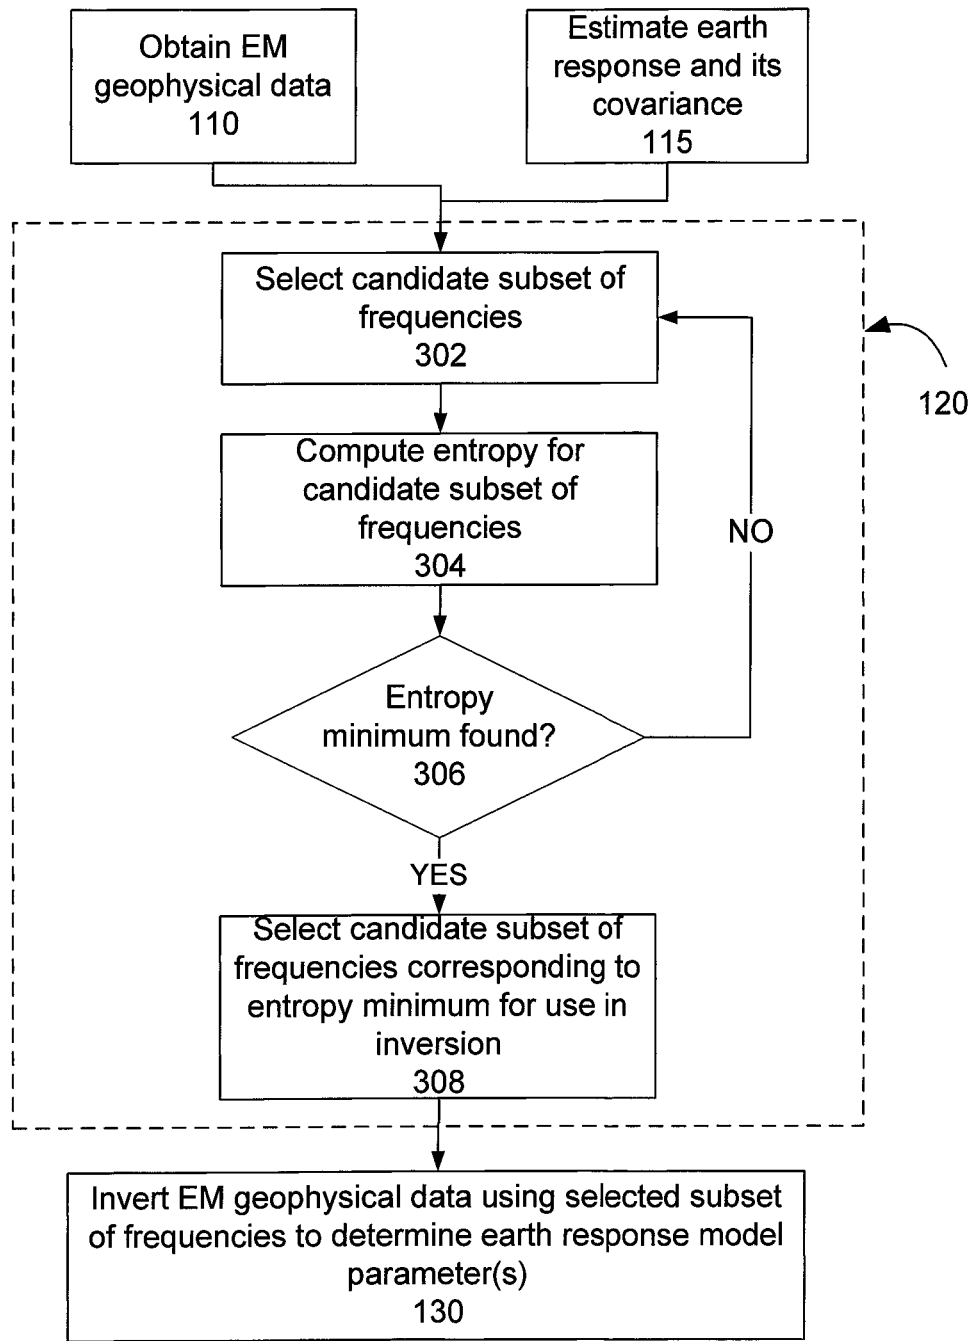 Obtain EM
geophysical data
110
Estimate earth
response and its
covariance
115
Select candidate subset of
frequencies
302
120
Compute entropy for
candidate subset of
frequencies
304
NO
Entropy
minimum found?
306
YES
Select candidate subset of
frequencies corresponding to
entropy minimum for use in
inversion
308
Invert EM geophysical data using selected subset
of frequencies to determine earth response model
parameter(s)
130